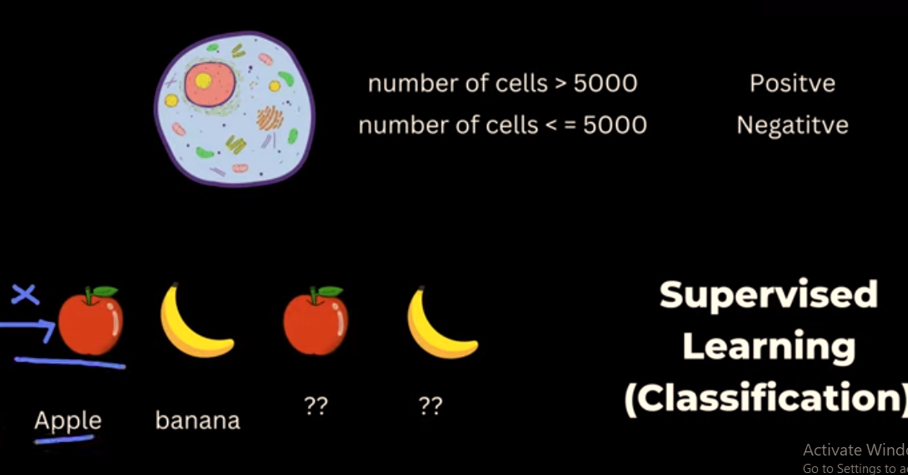 number of cells > 5000 Positve
number of cells < = 5000 Negatitve
x
Supervised
Learning
(Classification)
Apple banana ?? ??
Activate
Go to Settings to